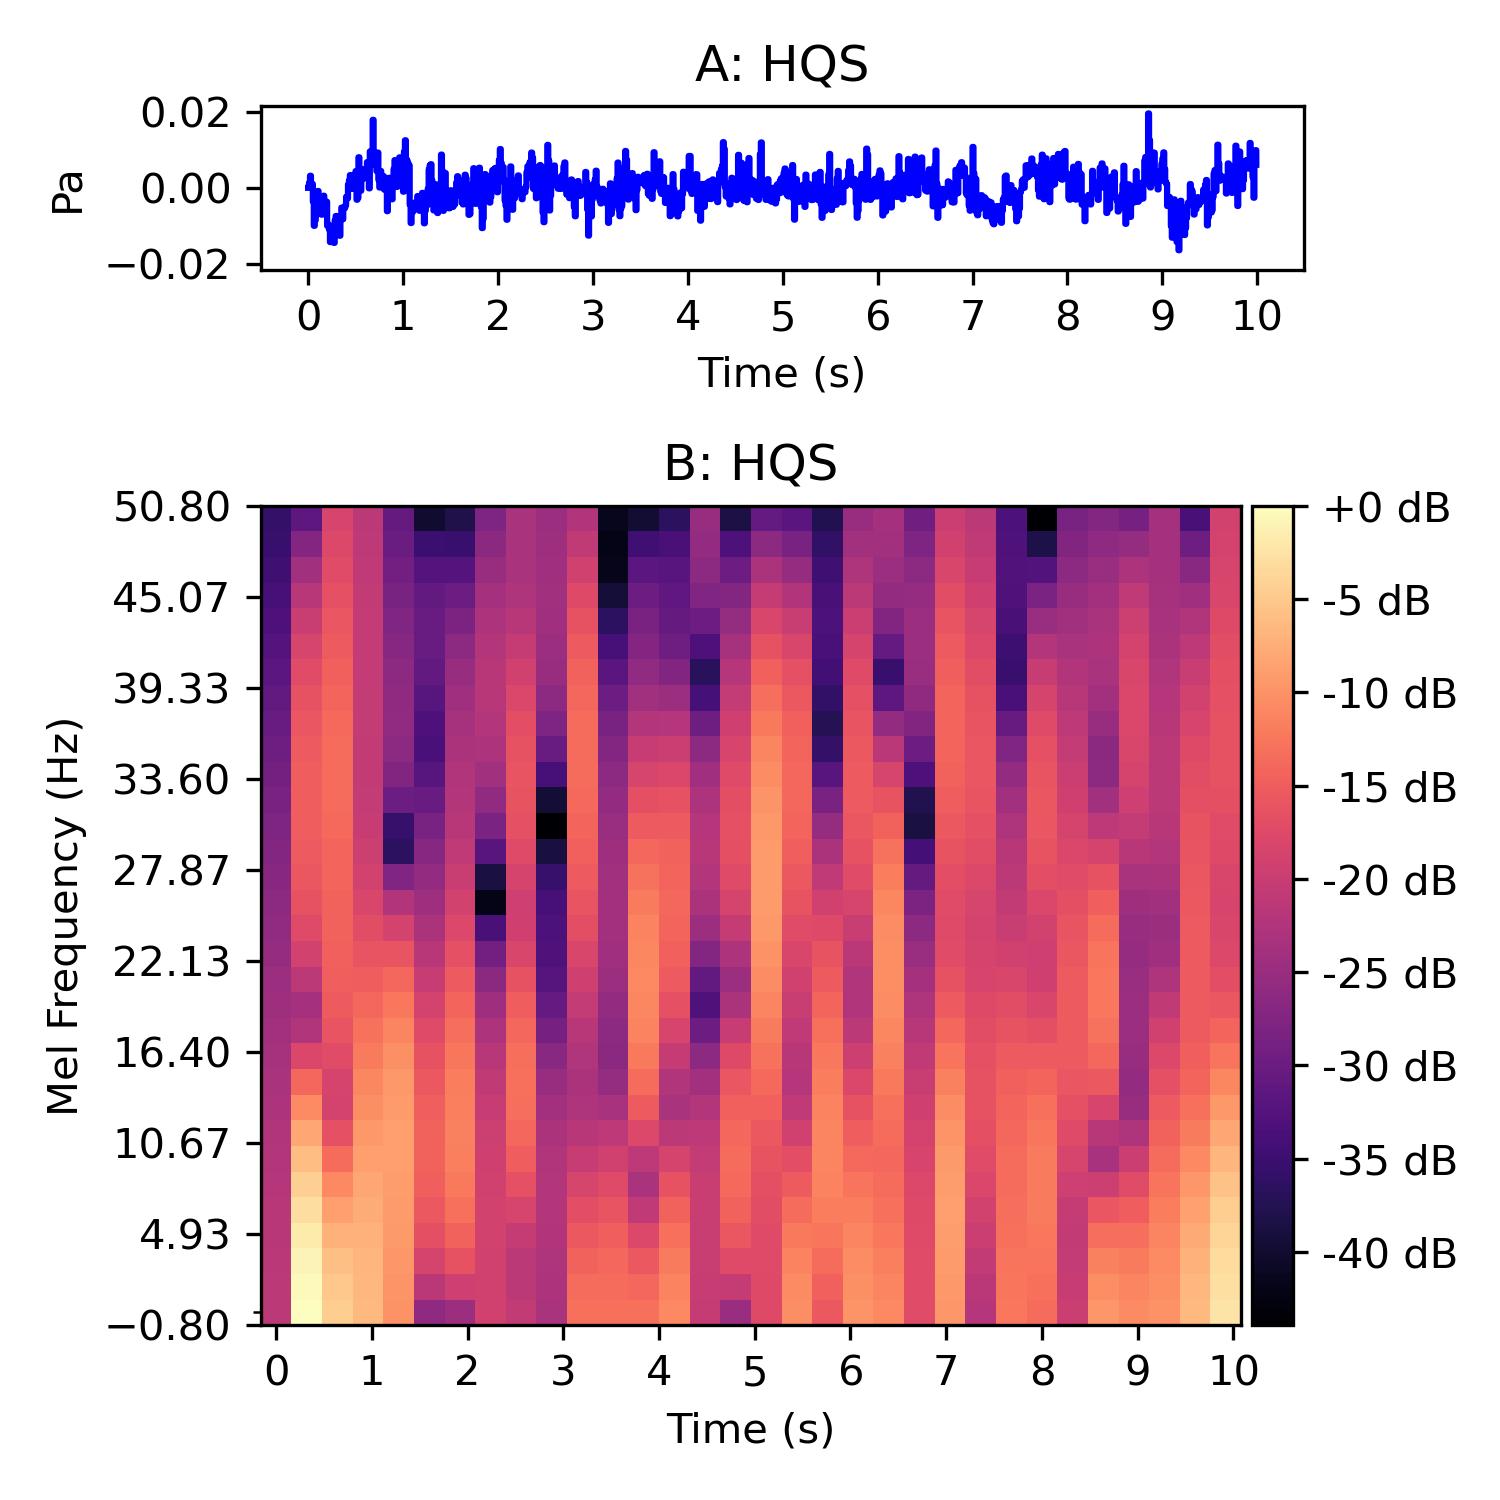 A: HQS
0.02
0.00
−0.02
Pa
0 1 2 3 4 5 6 7 8 9 10
Time (s)
B: HQS
50.80
45.07
39.33
33.60
27.87
22.13
16.40
10.67
4.93
−0.80
Mel Frequency (Hz)
+0 dB
-5 dB
-10 dB
-15 dB
-20 dB
-25 dB
-30 dB
-35 dB
-40 dB
0 1 2 3 4 5 6 7 8 9 10
Time (s)